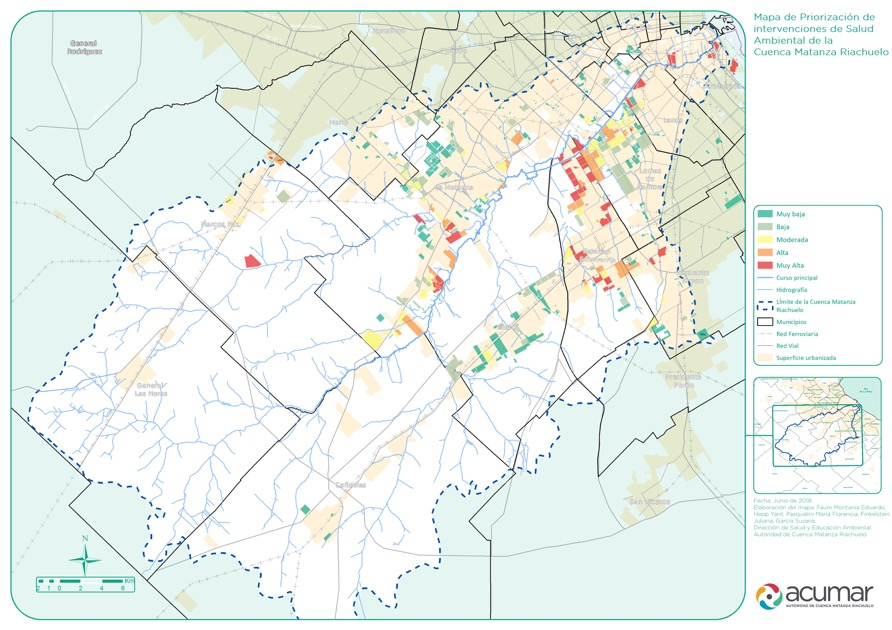 Mapa de Priorización de
intervenciones de Salud
Ambiental de la
Cuenca Matanza Riachuelo
General
Rodríguez
Merlo
La Matanza
Lanús
Lomas
de
Zamora
Marcos Paz
General
Las Heras
Presidente
Perón
San Vicente
Cañuelas
Muy baja
Baja
Moderada
Alta
Muy Alta
Curso principal
Hidrografía
Límite de la Cuenca Matanza
Riachuelo
Municipios
Red Ferroviaria
Red Vial
Superficie urbanizada
Fecha: Junio de 2018
Elaboración del mapa: Faure Montania Eduardo,
Hepp Yanil, Pasqualini María Florencia, Finkelstein
Juliana, García Susana.
Dirección de Salud y Educación Ambiental
Autoridad de Cuenca Matanza Riachuelo
N
Km
2 1 0 2 4 6
acumar
AUTORIDAD DE CUENCA MATANZA RIACHUELO